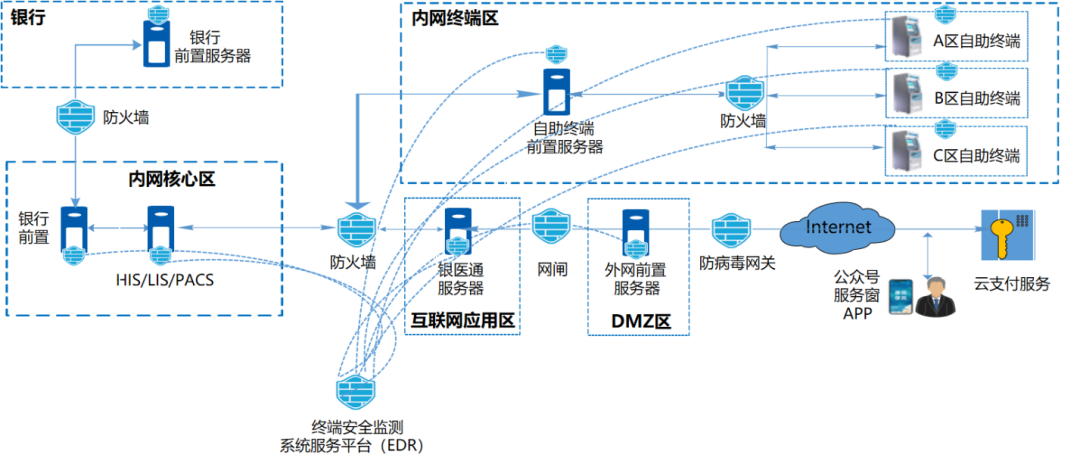 银行
银行
前置服务器
防火墙
内网终端区
自助终端
前置服务器
防火墙
A区自助终端
B区自助终端
C区自助终端
内网核心区
银行
前置
HIS/LIS/PACS
防火墙
银医通
服务器
互联网应用区
网闸
外网前置
服务器
DMZ区
防病毒网关
Internet
公众号
服务窗
APP
云支付服务
终端安全监测
系统服务平台（EDR）